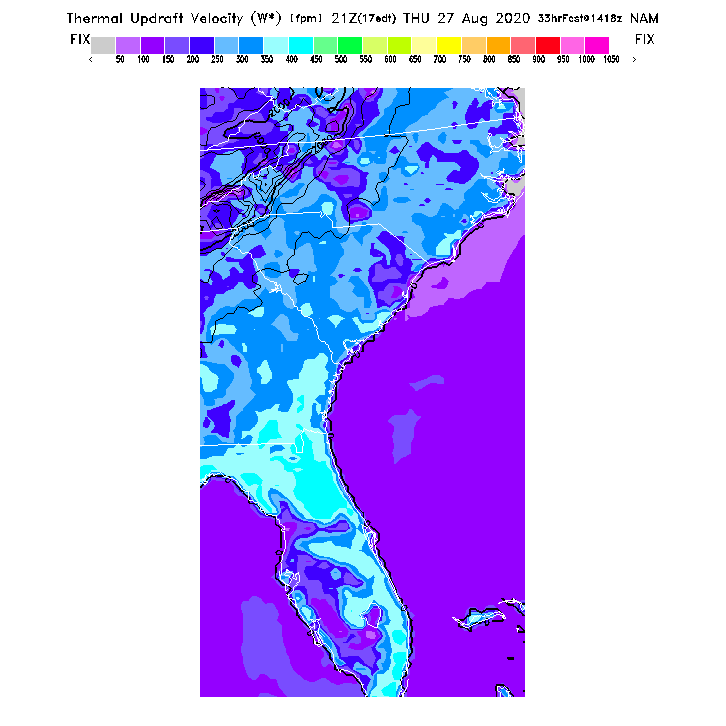 Thermal Updraft Velocity (W*) [fpm] 21Z(17edt) THU 27 Aug 2020 33hrFcst@1418z NAM
FIX FIX
< 50 100 150 200 250 300 350 400 450 500 550 600 650 700 750 800 850 900 950 1000 1050 >